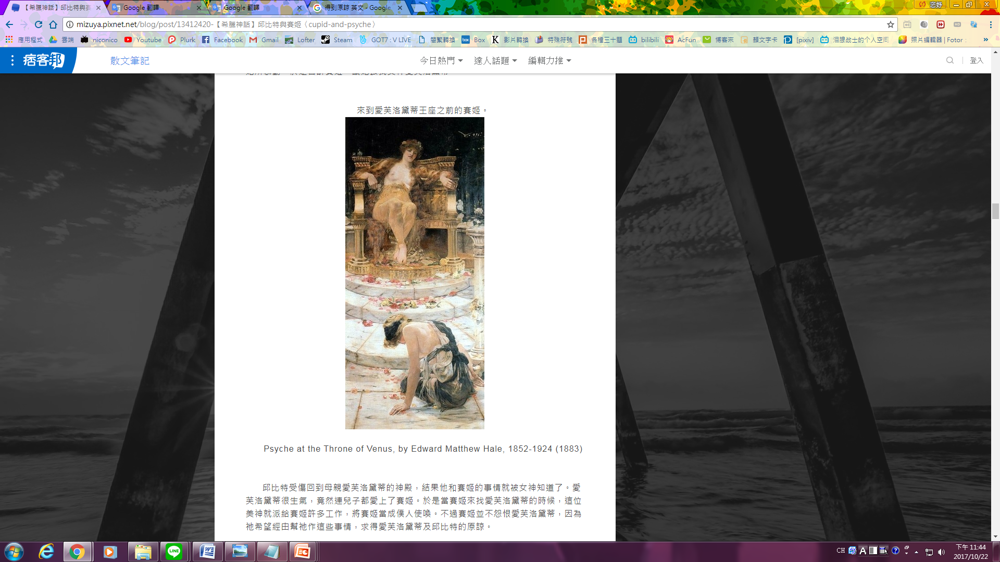 【希臘神話】邱比特與賽
Google 翻譯
Google 翻譯
得到原諒 英文 - Google
mizuya.pixnet.net/blog/post/13412420-【希臘神話】邱比特與賽姬〈cupid-and-psyche〉
應用程式 雲端 niconico Youtube Plurk Facebook Gmail Lofter Steam GOT7 : V LIVE 簡繁轉換 Box 影片轉換 特殊符號 各種三十題 bilibili AcFun 博客來 顏文字卡 [pixiv] 泪腺战士的个人空间 照片編輯器 | Fotor :
痞客邦 散文筆記 今日熱門 達人話題 編輯力推 登入
來到愛芙洛黛蒂王座之前的賽姬。
Psyche at the Throne of Venus, by Edward Matthew Hale, 1852-1924 (1883)
邱比特受傷回到母親愛芙洛黛蒂的神殿，結果他和賽姬的事情就被女神知道了。愛
芙洛黛蒂很生氣，竟然連兒子都愛上了賽姬。於是當賽姬來找愛芙洛黛蒂的時候，這位
美神就派給賽姬許多工作，將賽姬當成僕人使喚。不過賽姬並不怨恨愛芙洛黛蒂，因為
祂希望經由幫祂作這些事情，求得愛芙洛黛蒂及邱比特的原諒。
LINE
CH
下午 11:44
2017/10/22